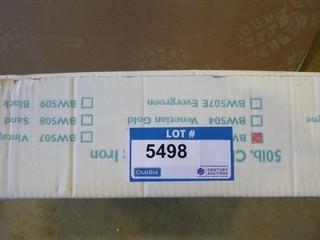 LOT #
5498
ClubBid
CENTURY AUCTIONS
50lb.
: Iron
BW504 Venetian Gold
BW507E Evergreen
BW507
BW508 Sand
BW509 Black